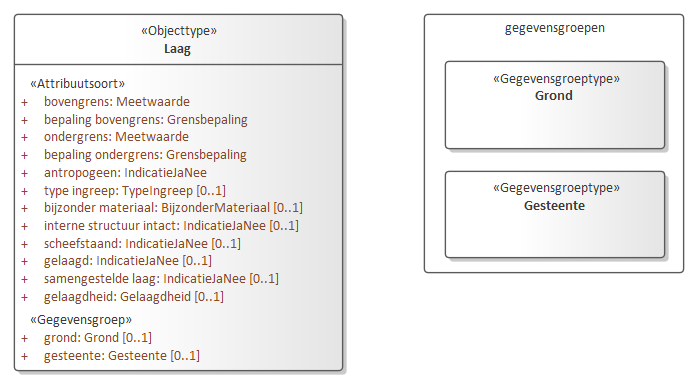 «Objecttype»
Laag
«Attribuutsoort»
+ bovengrens: Meetwaarde
+ bepaling bovengrens: Grensbepaling
+ ondergrens: Meetwaarde
+ bepaling ondergrens: Grensbepaling
+ antropogeen: IndicatieJaNee
+ type ingreep: TypeIngreep [0..1]
+ bijzonder materiaal: BijzonderMateriaal [0..1]
+ interne structuur intact: IndicatieJaNee [0..1]
+ scheefstaand: IndicatieJaNee [0..1]
+ gelaagd: IndicatieJaNee [0..1]
+ samengestelde laag: IndicatieJaNee [0..1]
+ gelaagdheid: Gelaagdheid [0..1]
«Gegevensgroep»
+ grond: Grond [0..1]
+ gesteente: Gesteente [0..1]
gegevensgroepen
«Gegevensgroeptype»
Grond
«Gegevensgroeptype»
Gesteente